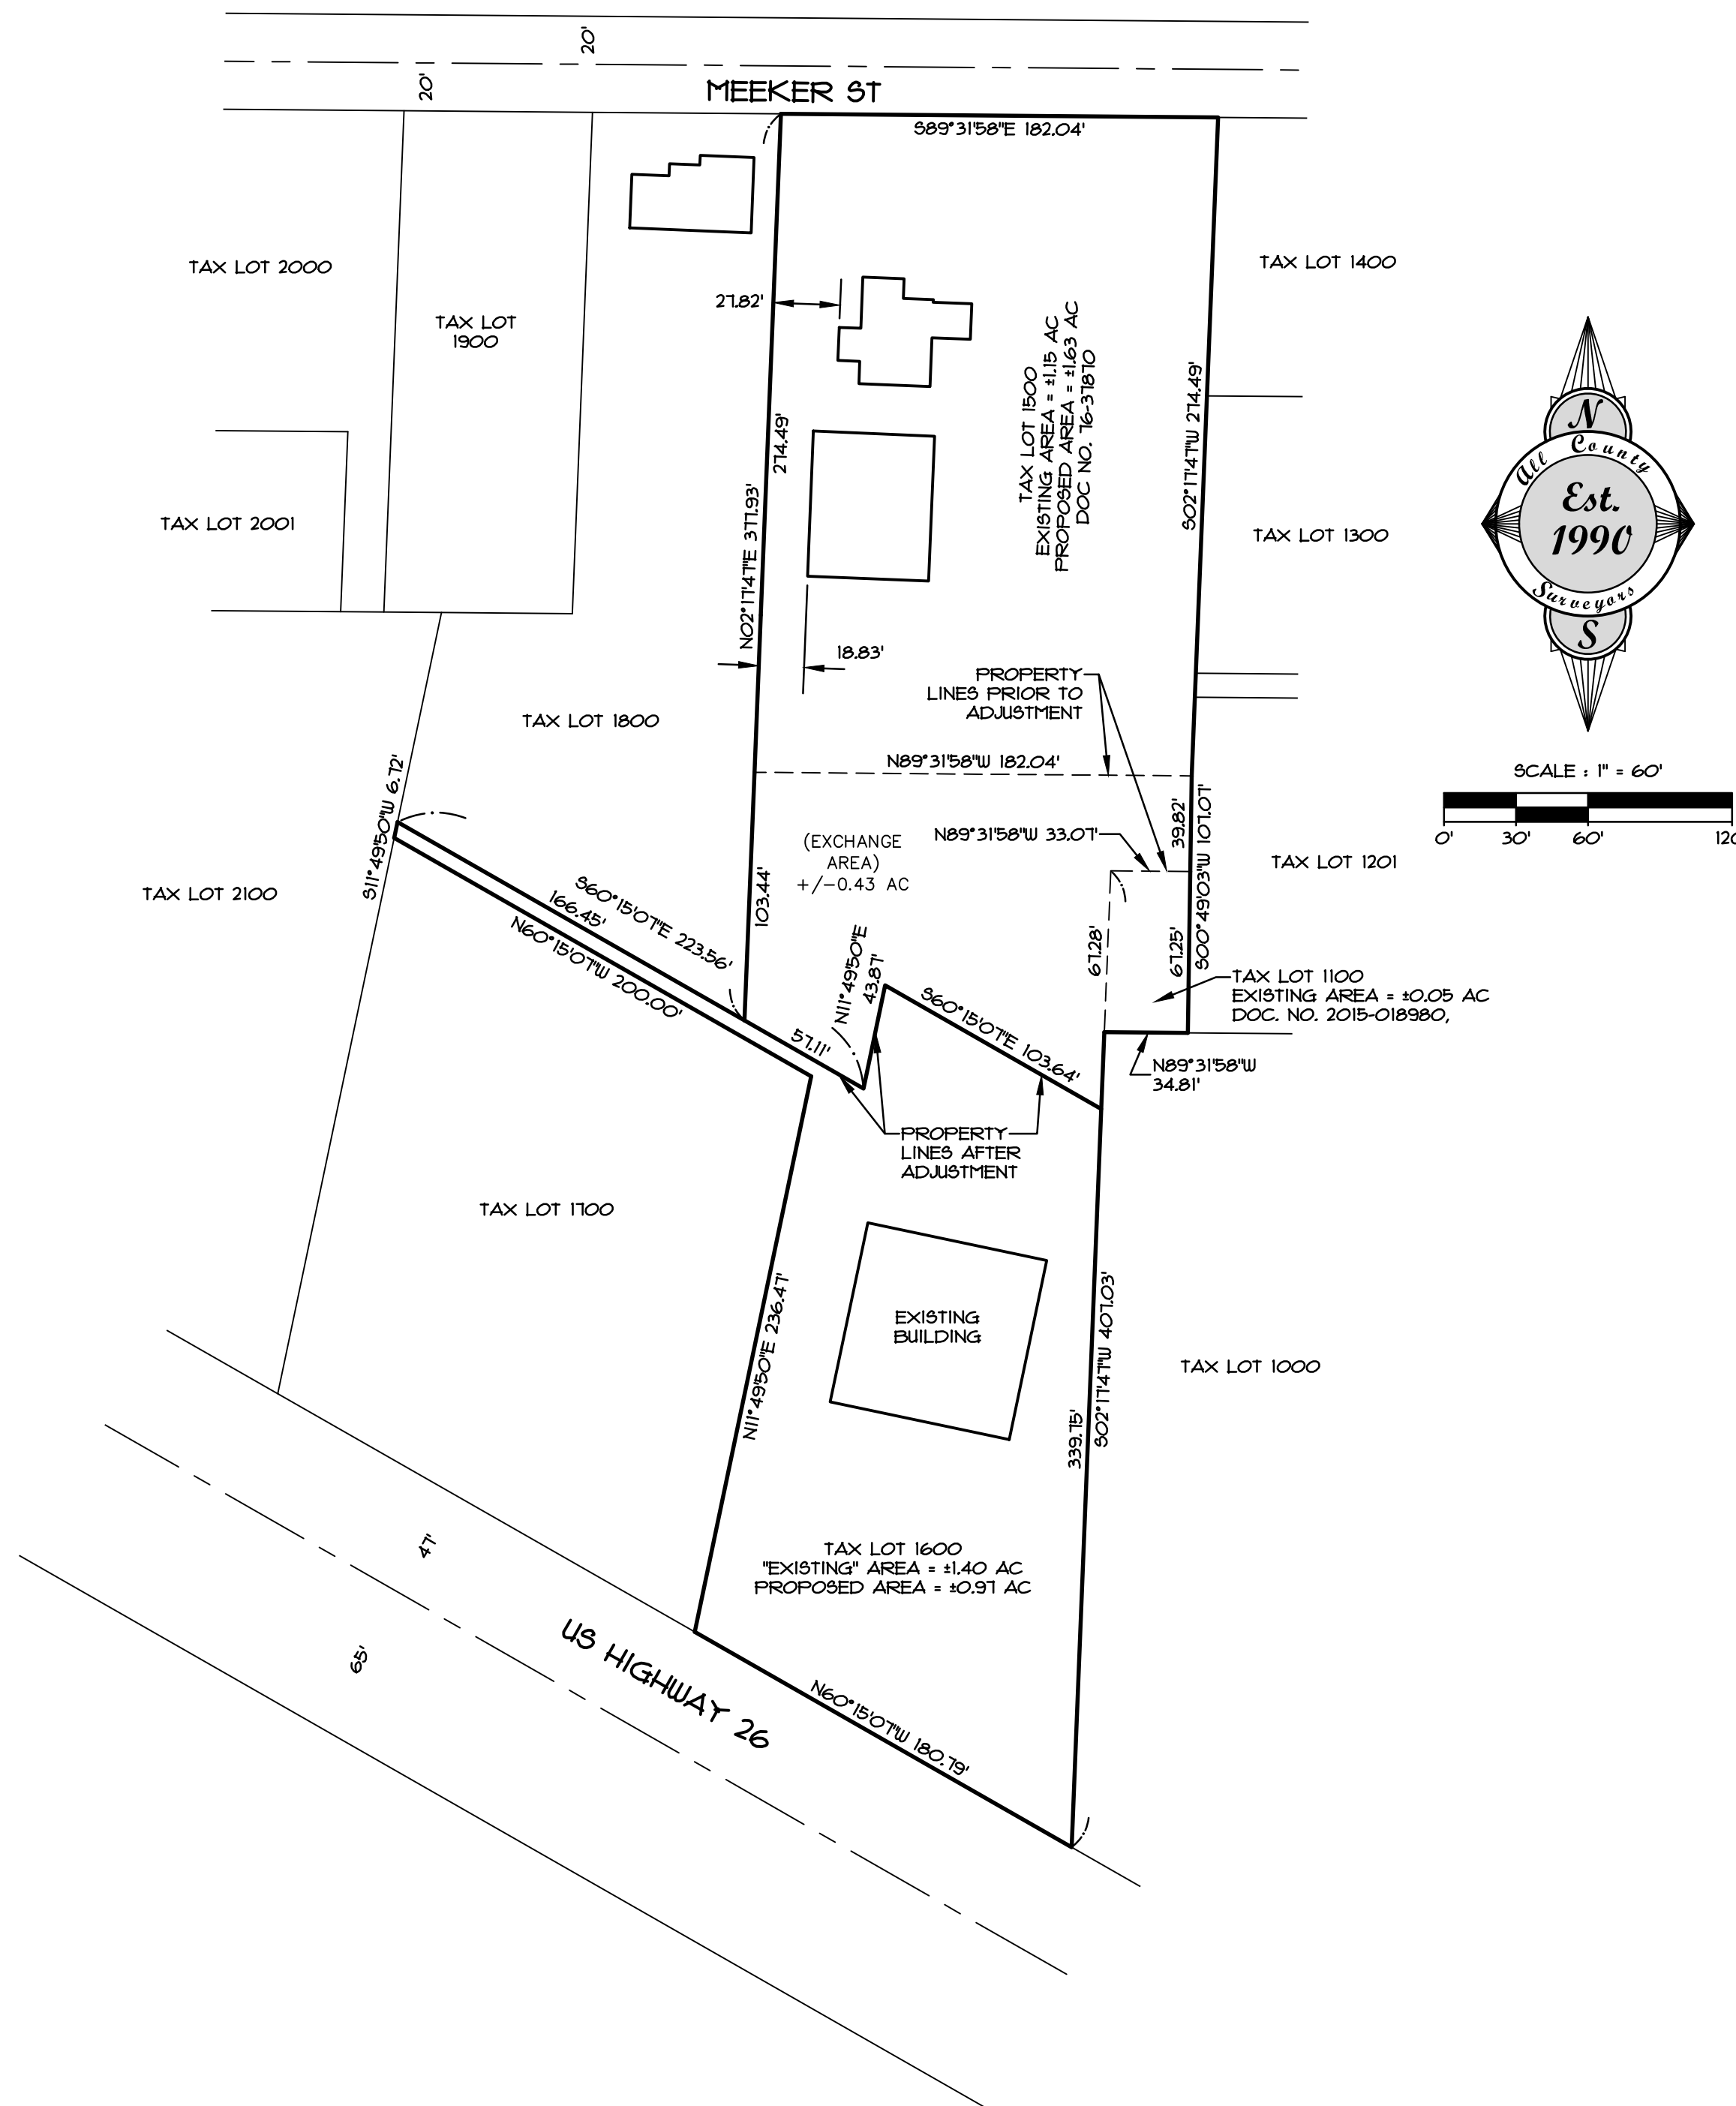 20'
20'
MEEKER ST
S89°31'58"E 182.04'
TAX LOT 2000
TAX LOT 1400
TAX LOT
1900
27.82'
TAX LOT 1500
EXISTING AREA = ±1.15 AC
PROPOSED AREA = ±1.63 AC
DOC NO. 76-37870
S02°17'47"W 274.49'
274.49'
N02°17'47"E 377.93'
TAX LOT 2001
TAX LOT 1300
N
All County
Est.
1990
Surveyors
S
18.83'
PROPERTY
LINES PRIOR TO
ADJUSTMENT
TAX LOT 1800
N89°31'58"W 182.04'
SCALE : 1" = 60'
0'
30'
60'
120
S11°49'50"W 6.72'
39.82'
S00°49'03"W 107.07'
(EXCHANGE
AREA)
+/-0.43 AC
N89°31'58"W 33.07'
TAX LOT 1201
TAX LOT 2100
103.44'
S60°15'07"E 223.56'
166.45'
N60°15'07"W 200.00'
N11°49'50"E
43.87'
67.28'
67.25'
TAX LOT 1100
EXISTING AREA = ±0.05 AC
DOC. NO. 2015-018980,
57.11'
S60°15'07"E 103.64'
N89°31'58"W
34.81'
PROPERTY
LINES AFTER
ADJUSTMENT
TAX LOT 1700
N11°49'50"E 236.47'
EXISTING
BUILDING
S02°17'47"W 407.03'
339.75'
TAX LOT 1000
TAX LOT 1600
"EXISTING" AREA = ±1.40 AC
PROPOSED AREA = ±0.97 AC
47'
65'
US HIGHWAY 26
N60°15'07"W 180.79'